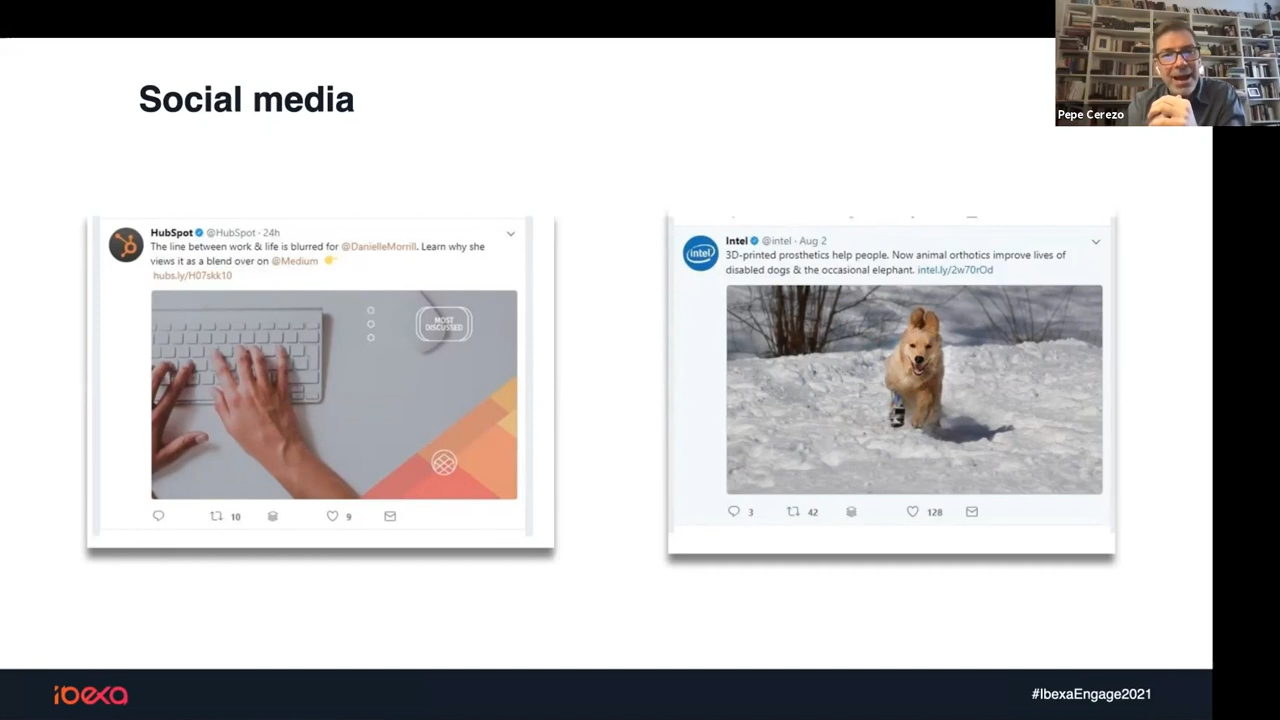 Pepe Cerezo
Social media
HubSpot @HubSpot · 24h
The line between work & life is blurred for @DanielleMorrill. Learn why she
views it as a blend over on @Medium 👉
hubs.ly/H07skk10
MOST
DISCUSSED
10
9
Intel @intel · Aug 2
intel
3D-printed prosthetics help people. Now animal orthotics improve lives of
disabled dogs & the occasional elephant. intel.ly/2w70rOd
3
42
128
ibexa
#IbexaEngage2021